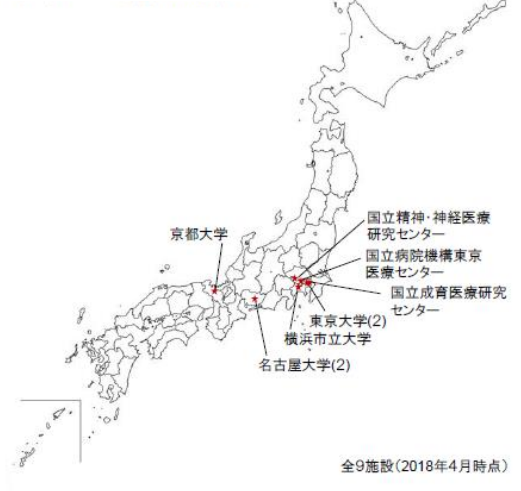 国立精神・神経医療
研究センター
京都大学
国立病院機構東京
医療センター
国立成育医療研究
センター
東京大学(2)
横浜市立大学
名古屋大学(2)
全9施設(2018年4月時点)